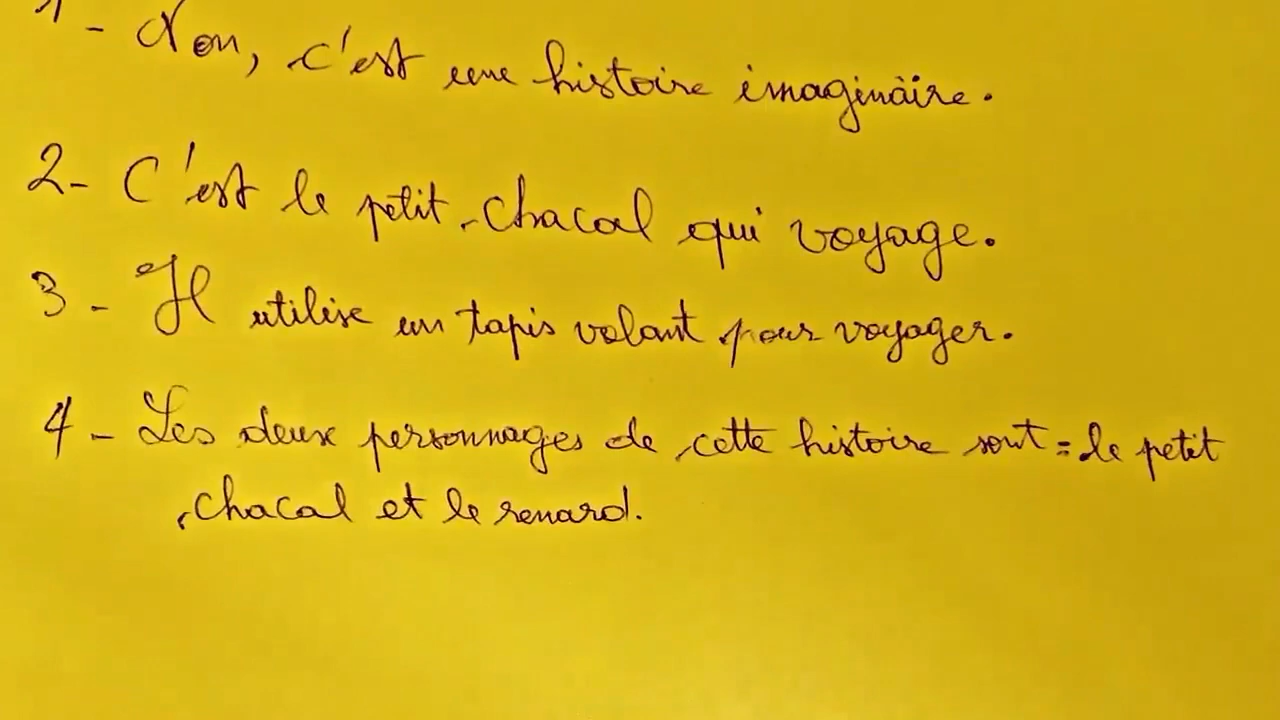 1 - Non, c'est une histoire imaginaire.
2- C'est le petit chacal qui voyage.
3 - Il utilise un tapis volant pour voyager.
4 - Les deux personnages de cette histoire sont : le petit
chacal et le renard.